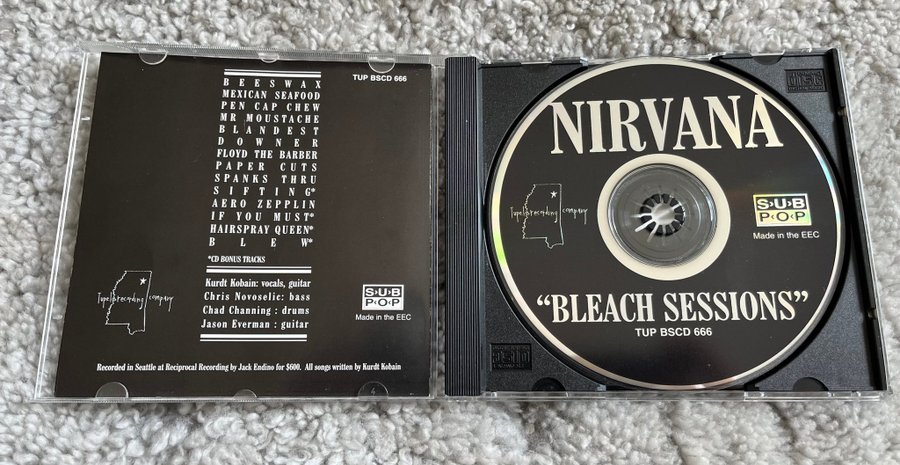 TUP BSCD 666
BEESWAX
MEXICAN SEAFOOD
PEN CAP CHEW
MR MOUSTACHE
BLANDEST
DOWNER
FLOYD THE BARBER
PAPER CUTS
SPANKS THRU
SIFTING*
AERO ZEPPLIN
IF YOU MUST*
HAIRSPRAY QUEEN*
BLEW*
*CD BONUS TRACKS
Kurdt Kobain: vocals, guitar
Chris Novoselic: bass
Chad Channing : drums
Jason Everman : guitar
Tupelo recording company
SUB
POP
Made in the EEC
Recorded in Seattle at Reciprocal Recording by Jack Endino for $600. All songs written by Kurdt Kobain
NIRVANA
Tupelo recording company
SUB
POP
Made in the EEC
"BLEACH SESSIONS"
TUP BSCD 666